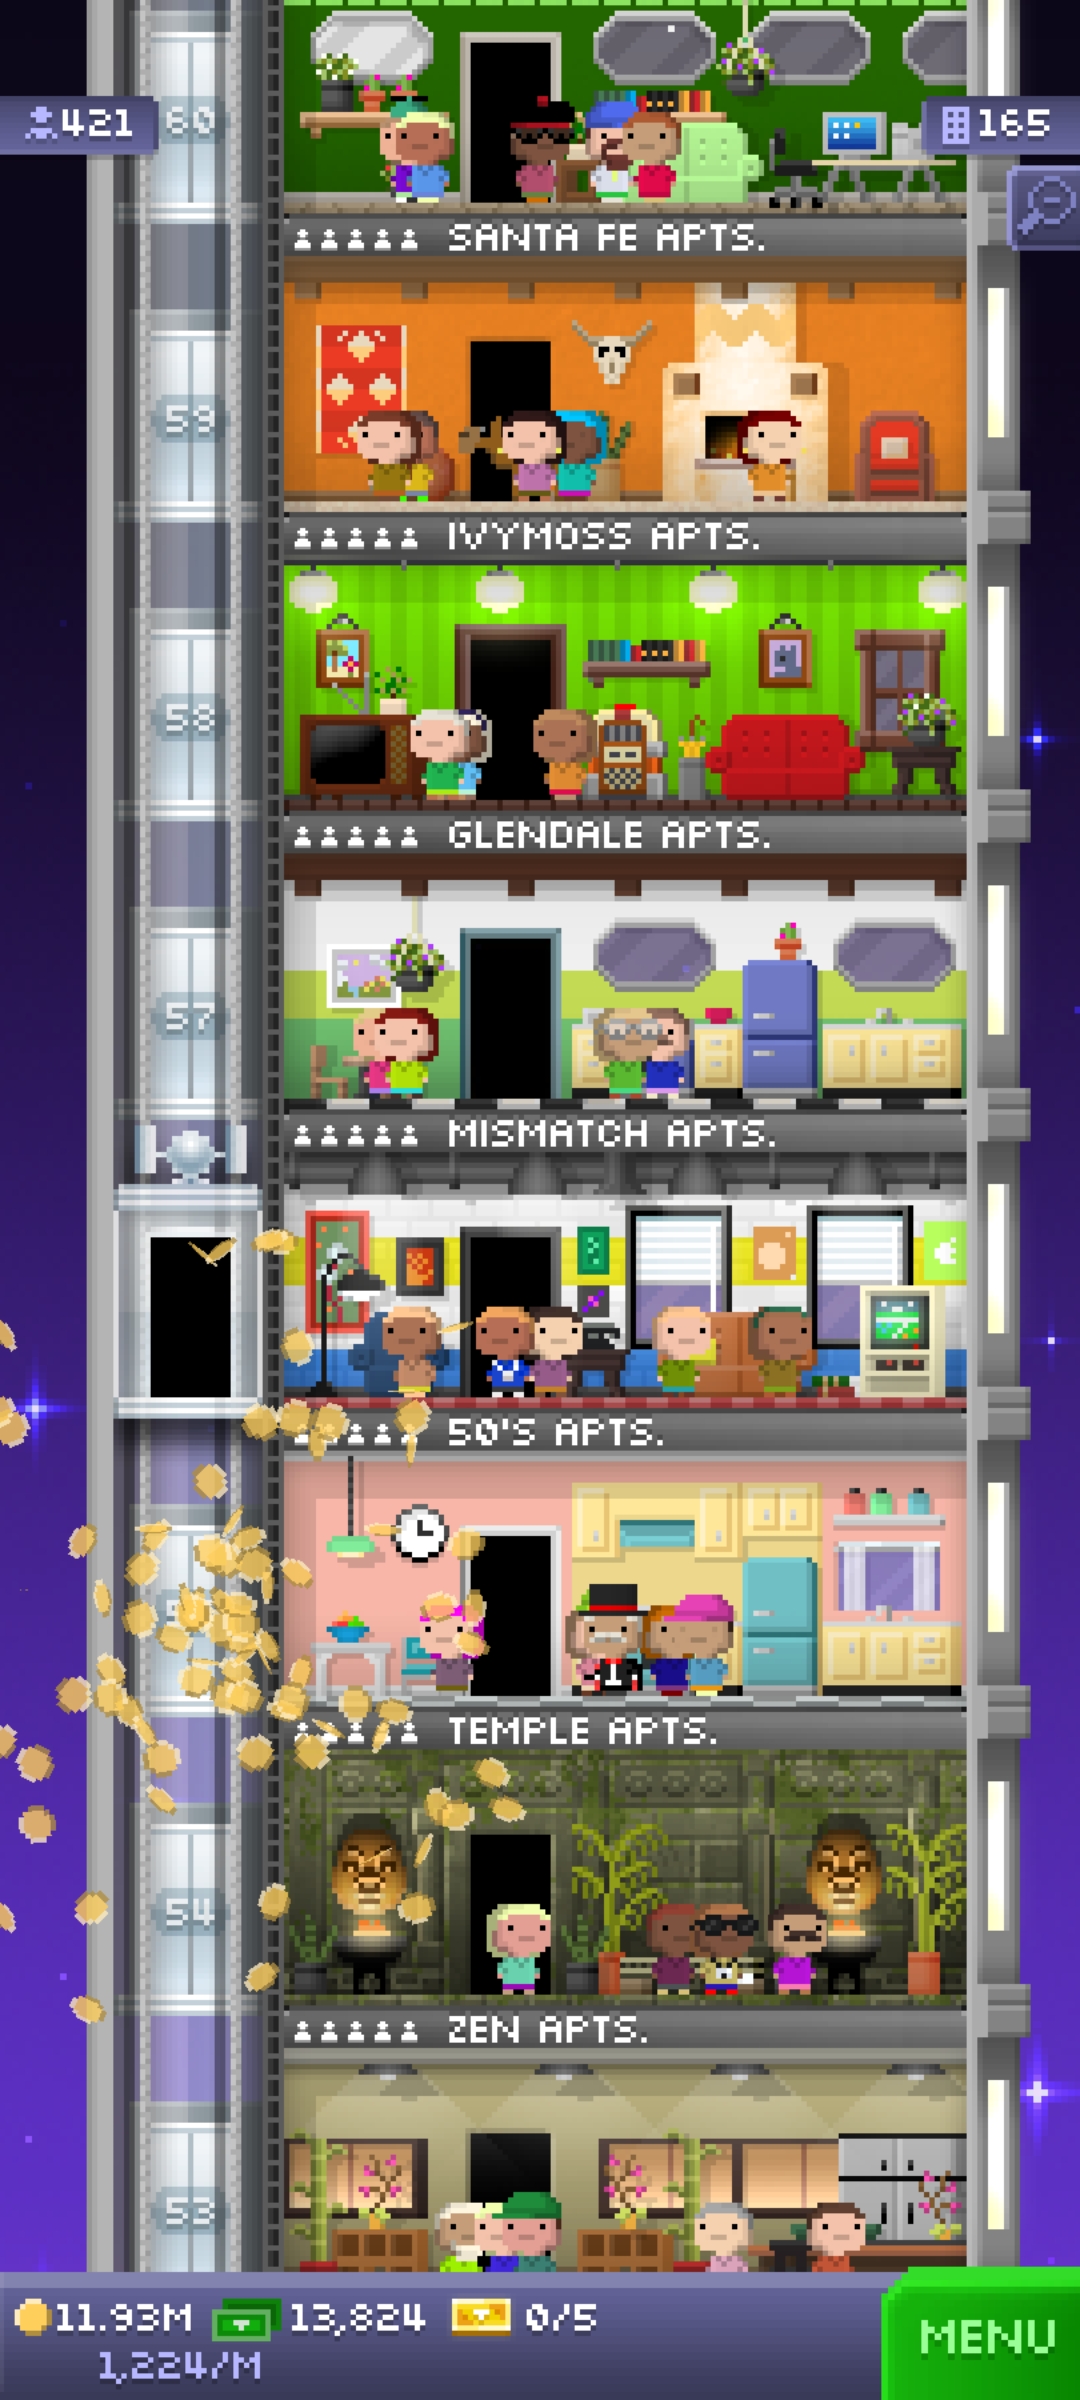 421
60
165
SANTA FE APTS.
59
IVYMOSS APTS.
58
GLENDALE APTS.
57
MISMATCH APTS.
50'S APTS.
TEMPLE APTS.
54
ZEN APTS.
53
11.93M
13,824
0/5
MENU
1,224/M